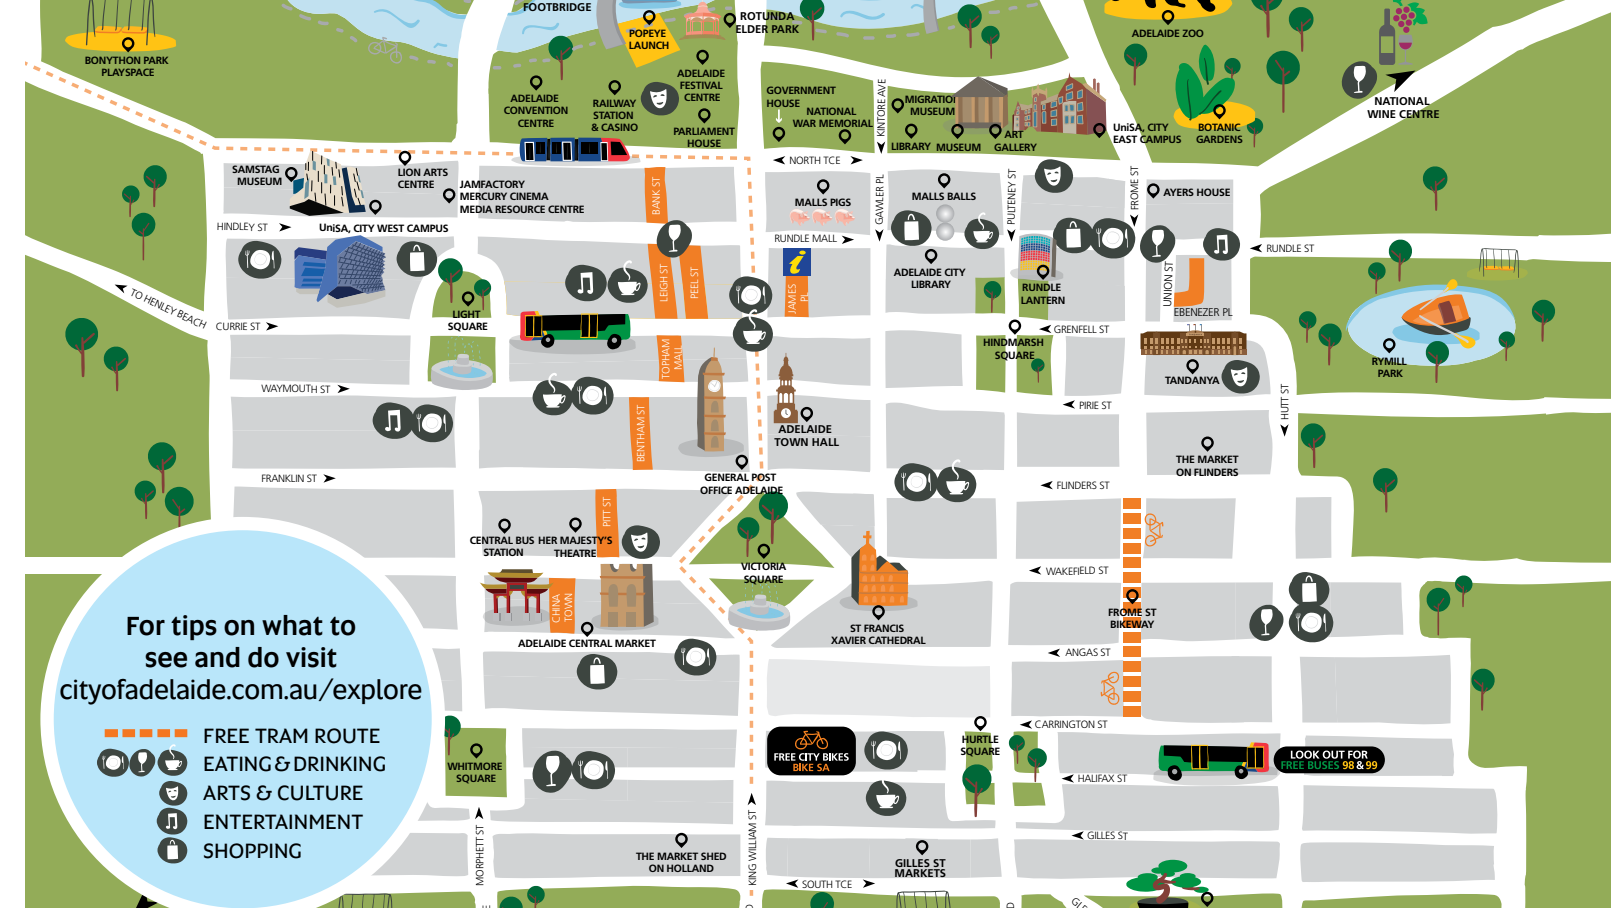 FOOTBRIDGE
POPEYE
LAUNCH
ROTUNDA
ELDER PARK
ADELAIDE ZOO
BONYTHON PARK
PLAYSPACE
ADELAIDE
FESTIVAL
CENTRE
ADELAIDE
CONVENTION
CENTRE
RAILWAY
STATION
& CASINO
PARLIAMENT
HOUSE
GOVERNMENT
HOUSE
NATIONAL
WAR MEMORIAL
KINTORE AVE
MIGRATION
MUSEUM
LIBRARY
MUSEUM
ART
GALLERY
UniSA, CITY
EAST CAMPUS
BOTANIC
GARDENS
NATIONAL
WINE CENTRE
NORTH TCE
SAMSTAG
MUSEUM
LION ARTS
CENTRE
JAMFACTORY
MERCURY CINEMA
MEDIA RESOURCE CENTRE
BANK ST
MALLS PIGS
GAWLER PL
MALLS BALLS
PULTENEY ST
FROME ST
AYERS HOUSE
HINDLEY ST
UniSA, CITY WEST CAMPUS
RUNDLE MALL
RUNDLE ST
ADELAIDE CITY
LIBRARY
RUNDLE
LANTERN
UNION ST
EBENEZER PL
LEIGH ST
PEEL ST
i
JAMES
PL
TO HENLEY BEACH
CURRIE ST
LIGHT
SQUARE
GRENFELL ST
HINDMARSH
SQUARE
TANDANYA
RYMILL
PARK
TOPHAM
MALL
WAYMOUTH ST
PIRIE ST
HUTT ST
BENTHAM ST
ADELAIDE
TOWN HALL
THE MARKET
ON FLINDERS
FRANKLIN ST
GENERAL POST
OFFICE ADELAIDE
FLINDERS ST
PITT ST
CENTRAL BUS
STATION
HER MAJESTY'S
THEATRE
VICTORIA
SQUARE
WAKEFIELD ST
CHINA
TOWN
FROME ST
BIKEWAY
ST FRANCIS
XAVIER CATHEDRAL
ADELAIDE CENTRAL MARKET
ANGAS ST
For tips on what to
see and do visit
cityofadelaide.com.au/explore
FREE TRAM ROUTE
EATING & DRINKING
ARTS & CULTURE
ENTERTAINMENT
SHOPPING
CARRINGTON ST
HURTLE
SQUARE
FREE CITY BIKES
BIKE SA
LOOK OUT FOR
FREE BUSES 98 & 99
WHITMORE
SQUARE
HALIFAX ST
MORPHETT ST
KING WILLIAM ST
GILLES ST
THE MARKET SHED
ON HOLLAND
GILLES ST
MARKETS
SOUTH TCE